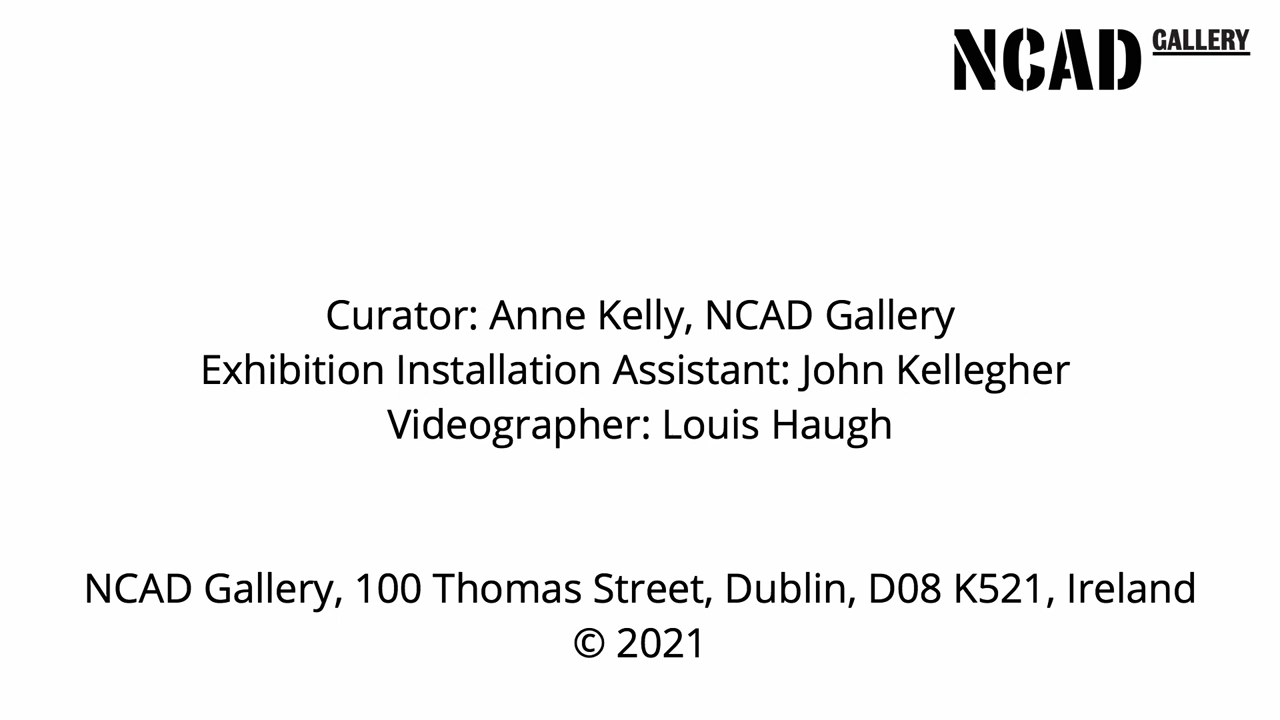 NCAD GALLERY
Curator: Anne Kelly, NCAD Gallery
Exhibition Installation Assistant: John Kellegher
Videographer: Louis Haugh
NCAD Gallery, 100 Thomas Street, Dublin, D08 K521, Ireland
© 2021